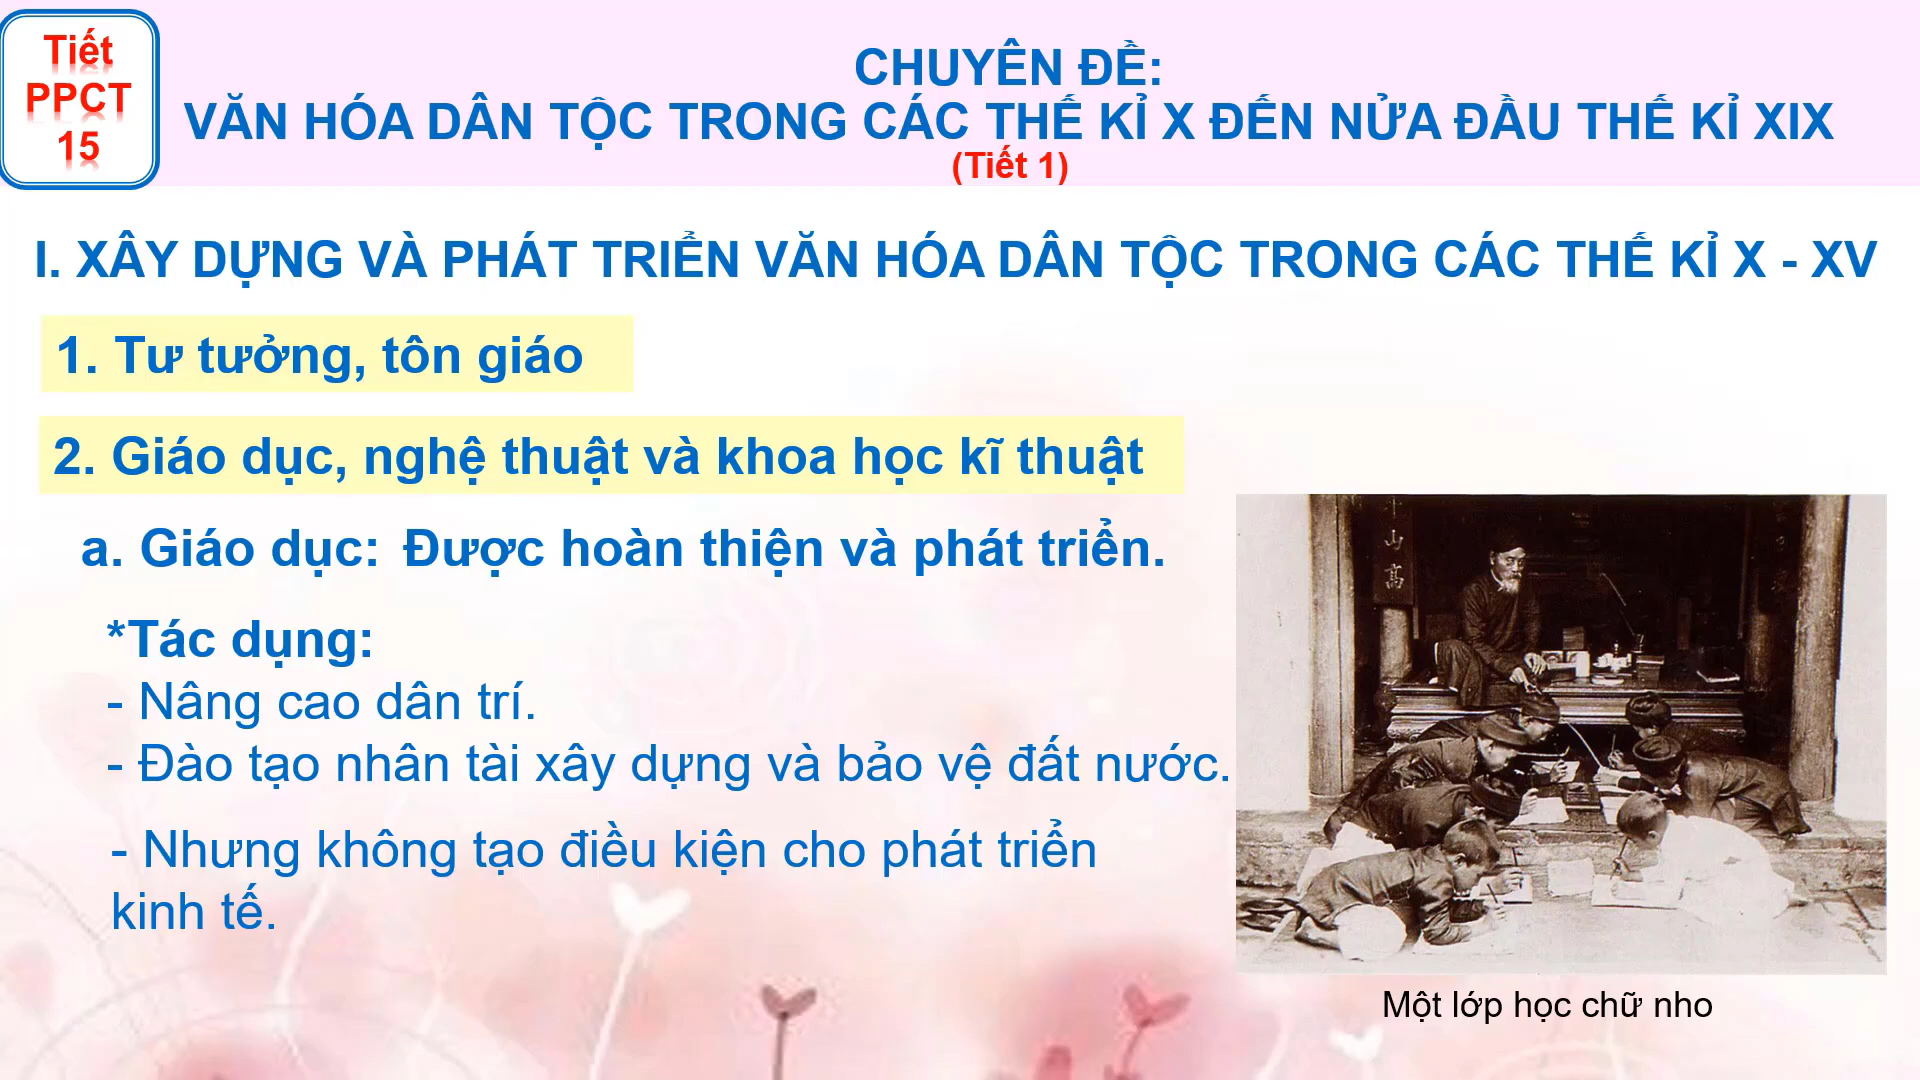 Tiết
PPCT
15
CHUYÊN ĐỀ:
VĂN HÓA DÂN TỘC TRONG CÁC THẾ KỈ X ĐẾN NỬA ĐẦU THẾ KỈ XIX
(Tiết 1)
I. XÂY DỰNG VÀ PHÁT TRIỂN VĂN HÓA DÂN TỘC TRONG CÁC THẾ KỈ X - XV
1. Tư tưởng, tôn giáo
2. Giáo dục, nghệ thuật và khoa học kĩ thuật
a. Giáo dục: Được hoàn thiện và phát triển.
*Tác dụng:
- Nâng cao dân trí.
- Đào tạo nhân tài xây dựng và bảo vệ đất nước.
- Nhưng không tạo điều kiện cho phát triển
kinh tế.
山
高
Một lớp học chữ nho